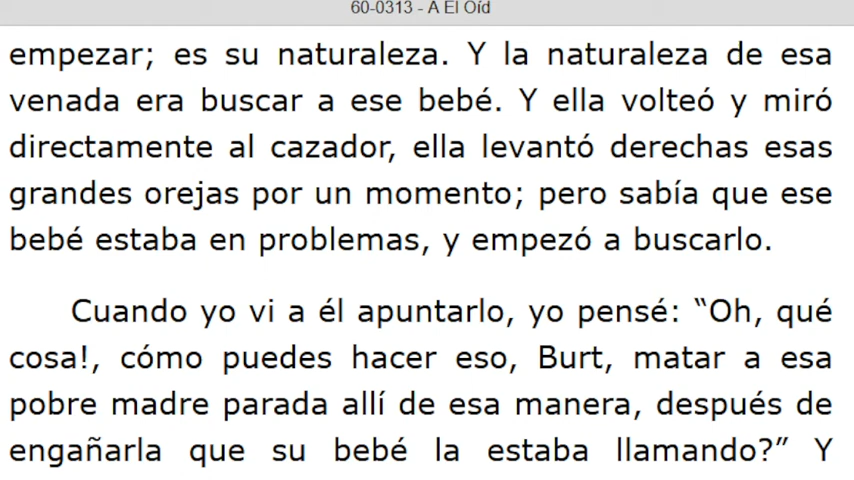 60-0313 - A El Oíd
empezar; es su naturaleza. Y la naturaleza de esa
venada era buscar a ese bebé. Y ella volteó y miró
directamente al cazador, ella levantó derechas esas
grandes orejas por un momento; pero sabía que ese
bebé estaba en problemas, y empezó a buscarlo.
Cuando yo vi a él apuntarlo, yo pensé: “Oh, qué
cosa!, cómo puedes hacer eso, Burt, matar a esa
pobre madre parada allí de esa manera, después de
engañarla que su bebé la estaba llamando?” Y